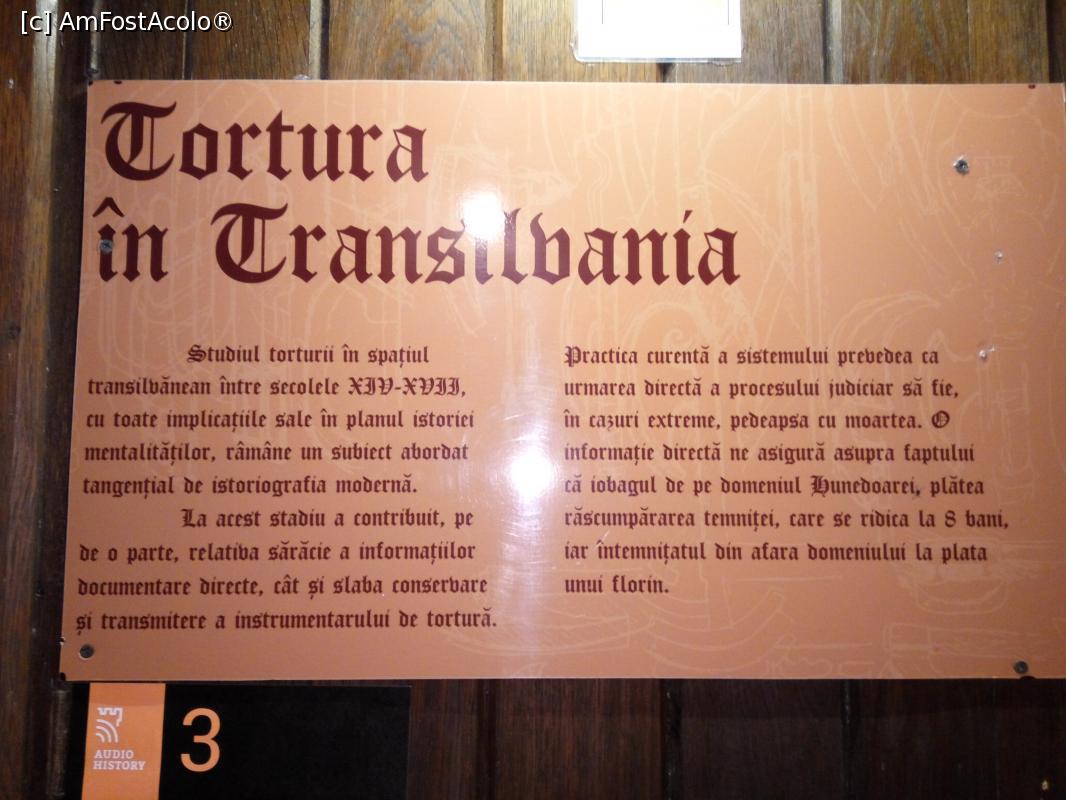 [c] AmFostAcolo®
Tortura
în Transilvania
Studiul torturii în spațiul
transilvănean între secolele XIV-XVII,
cu toate implicațiile sale în planul istoriei
mentalităților, râmâne un subiect abordat
tangențial de istoriografia modernă.
La acest stadiu a contribuit, pe
de o parte, relativa sărăcie a informațiilor
documentare directe, cât și slaba conservare
și transmitere a instrumentarului de tortură.
Practica curentă a sistemului prevedea ca
urmarea directă a procesului judiciar să fie,
în cazuri extreme, pedeapsa cu moartea. O
informație directă ne asigură asupra faptului
că iobagul de pe domeniul Hunedoarei, plătea
răscumpărarea temniței, care se ridica la 8 bani,
iar întemnițatul din afara domeniului la plata
unui florin.
AUDIO
HISTORY
3